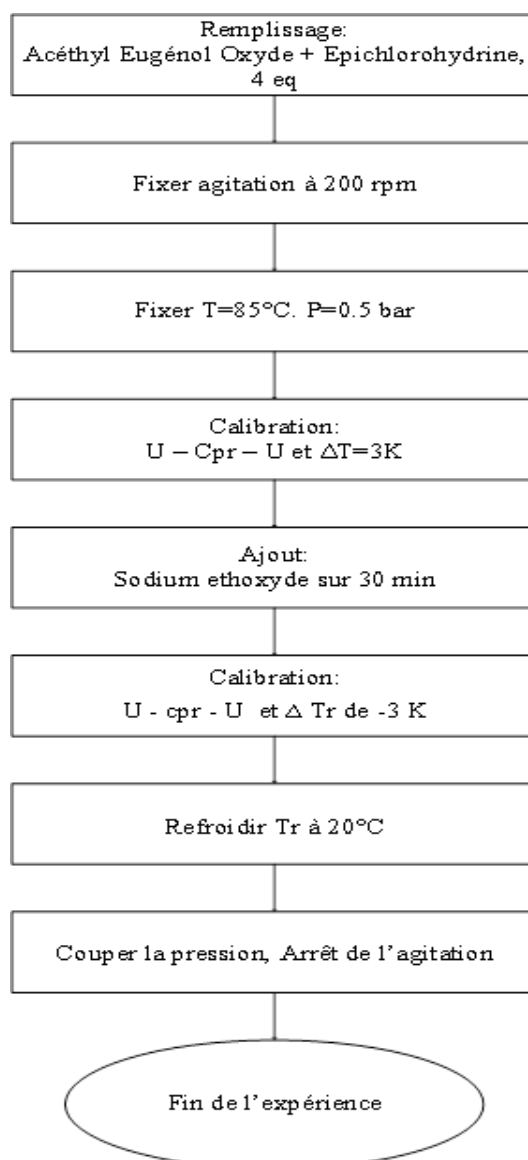 Remplissage:
Acéthyl Eugénol Oxyde + Epichlorohydrine,
4 eq
Fixer agitation à 200 rpm
Fixer T=85°C. P=0.5 bar
Calibration:
U – Cpr – U et △T=3K
Ajout:
Sodium ethoxyde sur 30 min
Calibration:
U - cpr - U et △ Tr de -3 K
Refroidir Tr à 20°C
Couper la pression, Arrêt de l’agitation
Fin de l’expérience